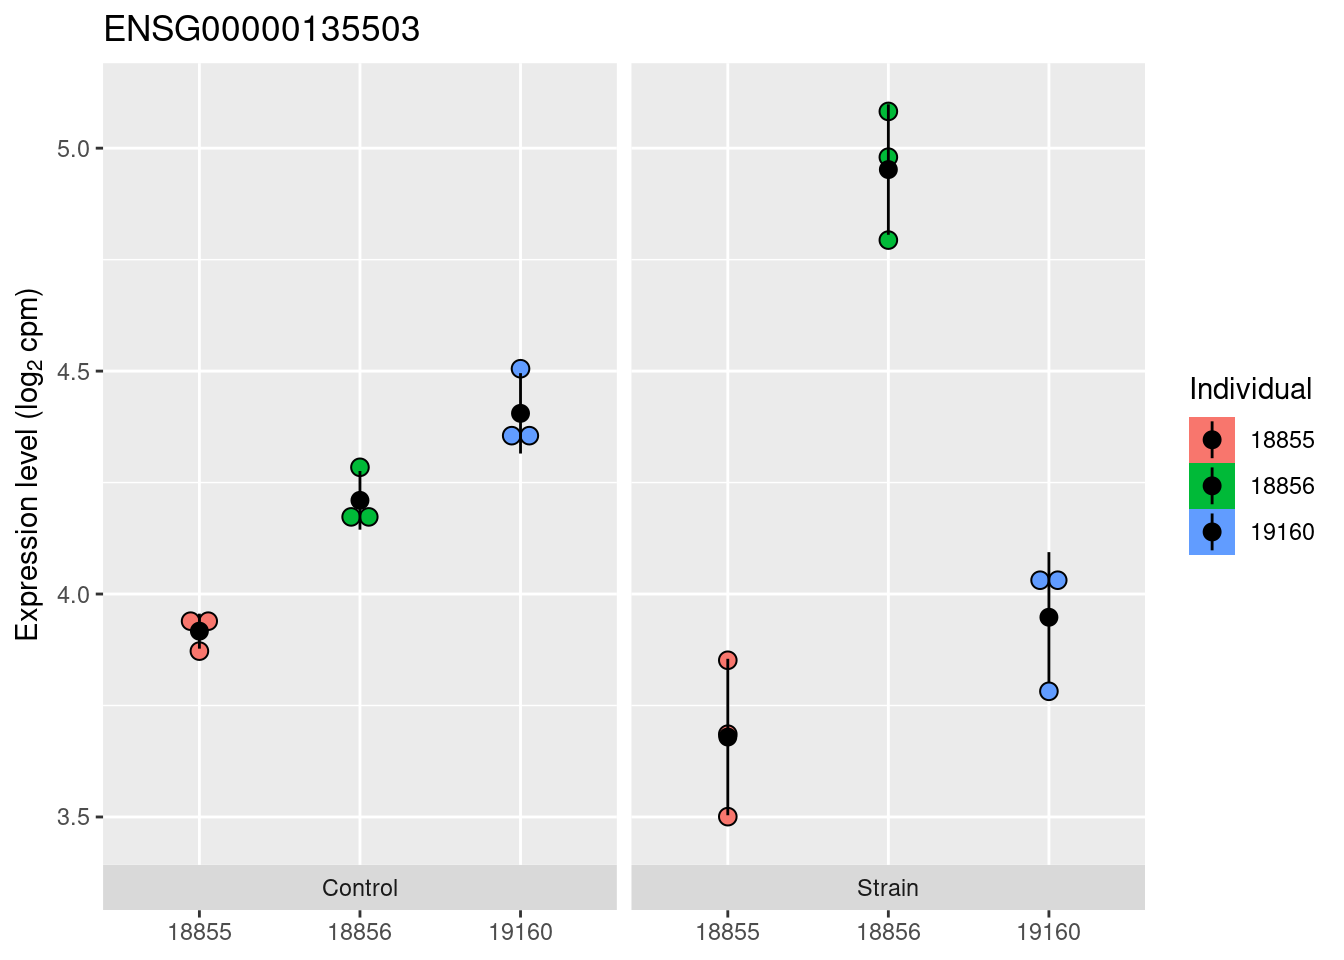 ENSG00000135503
Expression level (log2 cpm)
5.0
4.5
4.0
3.5
Control
Strain
18855
18856
19160
18855
18856
19160
Individual
18855
18856
19160